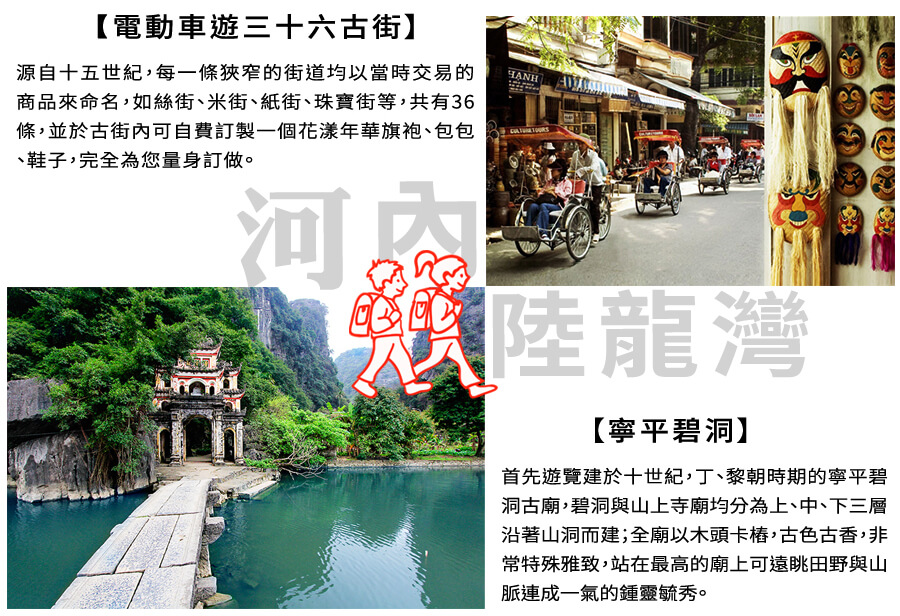 【電動車遊三十六古街】
源自十五世紀，每一條狹窄的街道均以當時交易的
商品來命名，如絲街、米街、紙街、珠寶街等，共有36
條，並於古街內可自費訂製一個花漾年華旗袍、包包
、鞋子，完全為您量身訂做。
HANH
CULTURE TOURS
河內
陸龍灣
【寧平碧洞】
首先遊覽建於十世紀，丁、黎朝時期的寧平碧
洞古廟，碧洞與山上寺廟均分為上、中、下三層
沿著山洞而建；全廟以木頭卡樁，古色古香，非
常特殊雅致，站在最高的廟上可遠眺田野與山
脈連成一氣的鍾靈毓秀。